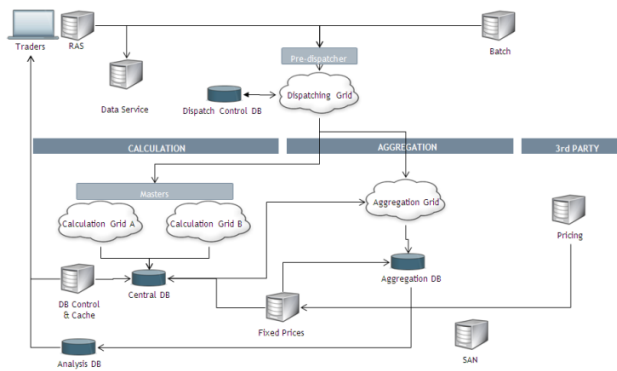 Traders
RAS
Batch
Pre-dispatcher
Data Service
Dispatch Control DB
Dispatching Grid
CALCULATION
AGGREGATION
3rd PARTY
Masters
Calculation Grid A
Calculation Grid B
Aggregation Grid
Pricing
DB Control
& Cache
Central DB
Aggregation DB
Fixed Prices
SAN
Analysis DB